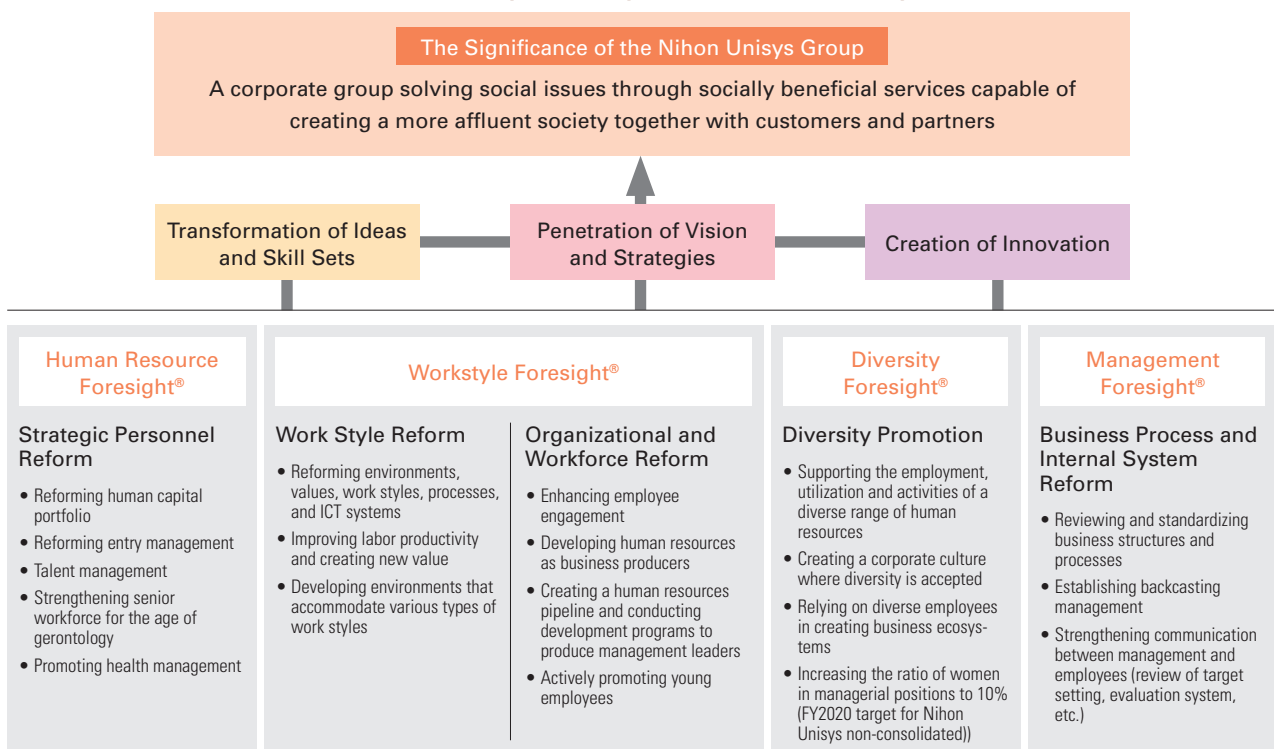 The Significance of the Nihon Unisys Group
A corporate group solving social issues through socially beneficial services capable of
creating a more affluent society together with customers and partners
Transformation of Ideas
and Skill Sets
Penetration of Vision
and Strategies
Creation of Innovation
Human Resource
Foresight®
Strategic Personnel
Reform
• Reforming human capital
portfolio
• Reforming entry management
• Talent management
• Strengthening senior
workforce for the age of
gerontology
• Promoting health management
Workstyle Foresight®
Work Style Reform
• Reforming environments,
values, work styles, processes,
and ICT systems
• Improving labor productivity
and creating new value
• Developing environments that
accommodate various types of
work styles
Organizational and
Workforce Reform
• Enhancing employee
engagement
• Developing human resources
as business producers
• Creating a human resources
pipeline and conducting
development programs to
produce management leaders
• Actively promoting young
employees
Diversity
Foresight®
Diversity Promotion
• Supporting the employment,
utilization and activities of a
diverse range of human
resources
• Creating a corporate culture
where diversity is accepted
• Relying on diverse employees
in creating business ecosys-
tems
• Increasing the ratio of women
in managerial positions to 10%
(FY2020 target for Nihon
Unisys non-consolidated))
Management
Foresight®
Business Process and
Internal System
Reform
• Reviewing and standardizing
business structures and
processes
• Establishing backcasting
management
• Strengthening communication
between management and
employees (review of target
setting, evaluation system,
etc.)